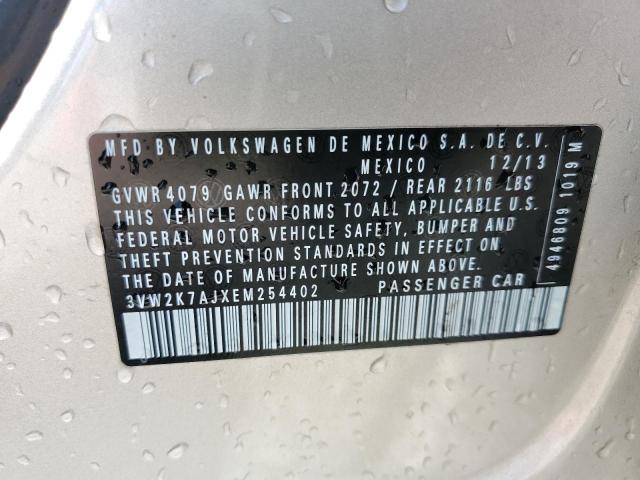 MFD BY VOLKSWAGEN DE MEXICO S.A. DE C.V.
MEXICO 12/13
GVWR 4079 GAWR FRONT 2072 / REAR 2116 LBS
THIS VEHICLE CONFORMS TO ALL APPLICABLE U.S.
FEDERAL MOTOR VEHICLE SAFETY, BUMPER AND
THEFT PREVENTION STANDARDS IN EFFECT ON
THE DATE OF MANUFACTURE SHOWN ABOVE.
3VW2K7AJXEM254402 PASSENGER CAR
4946809 1019 M